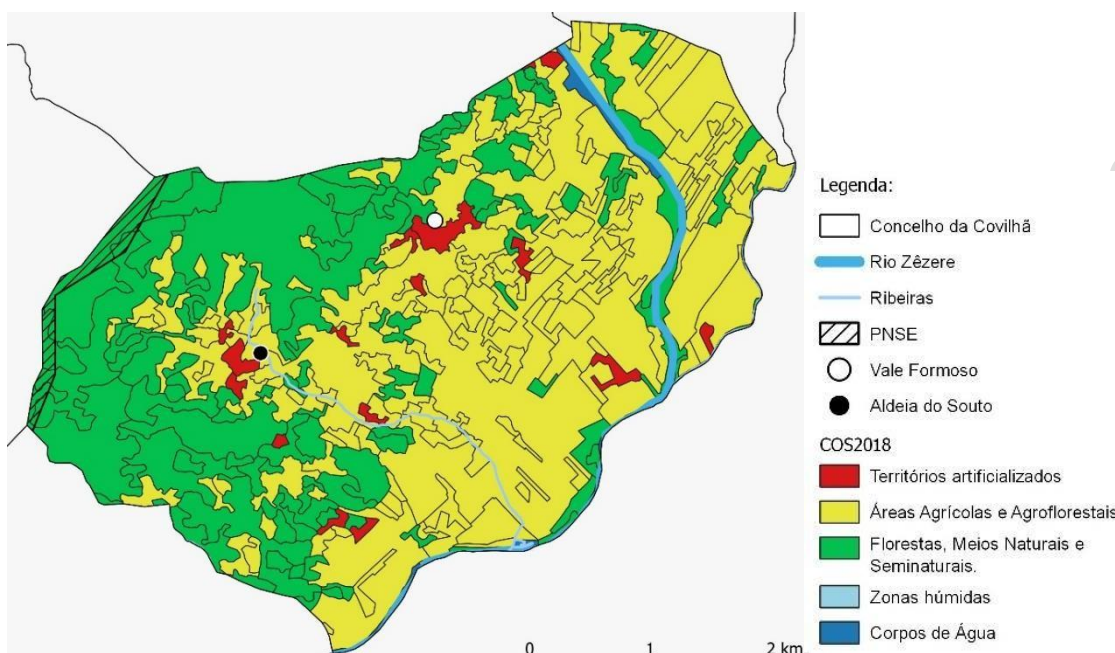 Legenda:
Concelho da Covilhã
Rio Zêzere
Ribeiras
PNSE
Vale Formoso
Aldeia do Souto
COS2018
Territórios artificializados
Áreas Agrícolas e Agroflorestais
Florestas, Meios Naturais e
Seminaturais.
Zonas húmidas
Corpos de Água
0 1 2 km